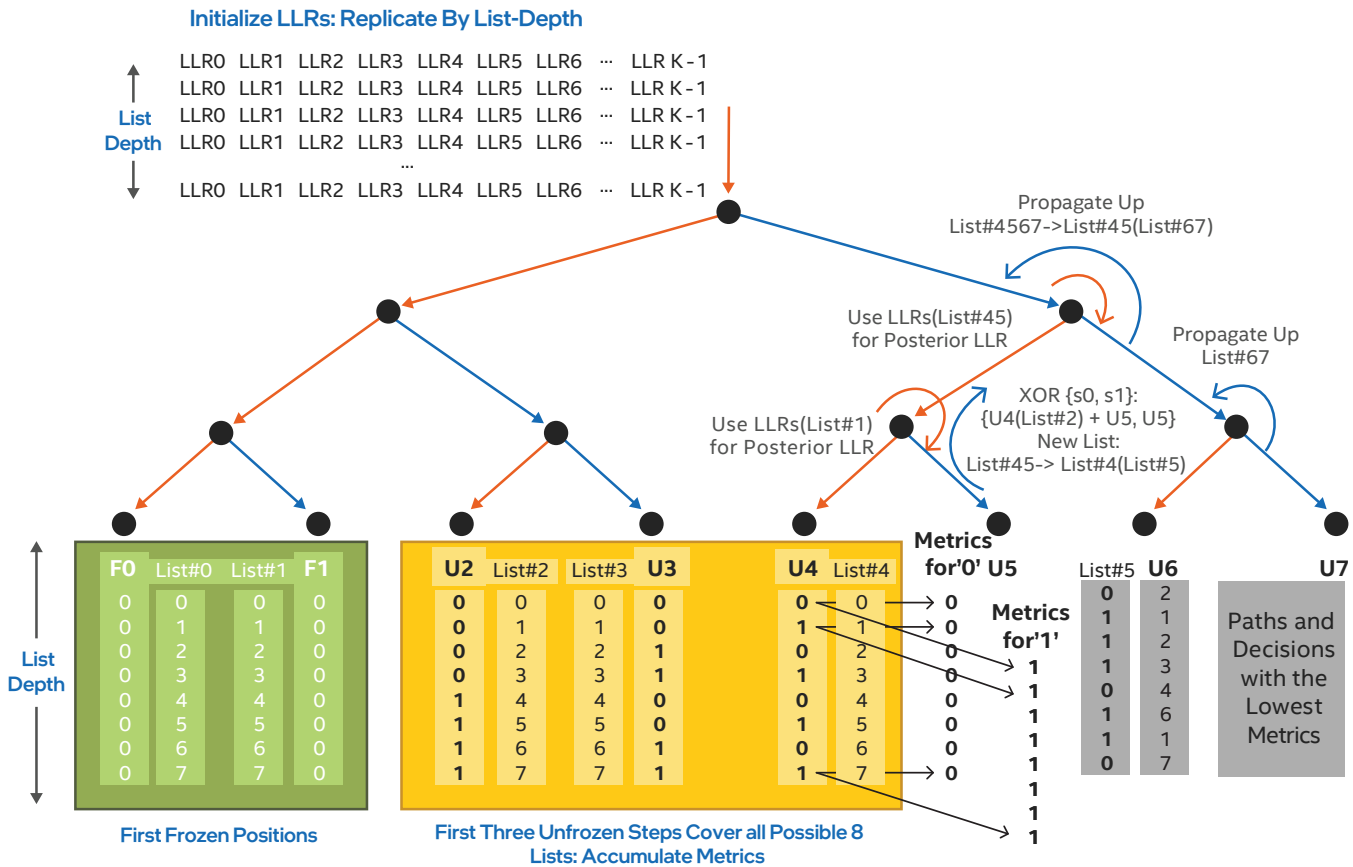 Initialize LLRs: Replicate By List-Depth
LLR0 LLR1 LLR2 LLR3 LLR4 LLR5 LLR6 ... LLR K-1
LLR0 LLR1 LLR2 LLR3 LLR4 LLR5 LLR6 ... LLR K-1
LLR0 LLR1 LLR2 LLR3 LLR4 LLR5 LLR6 ... LLR K-1
LLR0 LLR1 LLR2 LLR3 LLR4 LLR5 LLR6 ... LLR K-1
...
LLR0 LLR1 LLR2 LLR3 LLR4 LLR5 LLR6 ... LLR K-1
List
Depth
Propagate Up
List#4567->List#45(List#67)
Use LLRs(List#45)
for Posterior LLR
Propagate Up
List#67
Use LLRs(List#1)
for Posterior LLR
XOR {s0, s1}:
{U4(List#2) + U5, U5}
New List:
List#45-> List#4(List#5)
List
Depth
F0 List#0 List#1 F1
0 0 0 0
0 1 1 0
0 2 2 0
0 3 3 0
0 4 4 0
0 5 5 0
0 6 6 0
0 7 7 0
First Frozen Positions
U2 List#2 List#3 U3 U4 List#4
0 0 0 0 0 0
0 1 1 0 1 1
0 2 2 1 0 2
0 3 3 1 1 3
1 4 4 0 0 4
1 5 5 0 1 5
1 6 6 1 0 6
1 7 7 1 1 7
First Three Unfrozen Steps Cover all Possible 8
Lists: Accumulate Metrics
Metrics
for'0' U5
0
0
0
0
0
0
0
0
Metrics
for'1'
1
1
1
1
1
1
1
1
List#5 U6
0 2
1 1
1 2
1 3
0 4
1 6
1 1
0 7
U7
Paths and
Decisions
with the
Lowest
Metrics